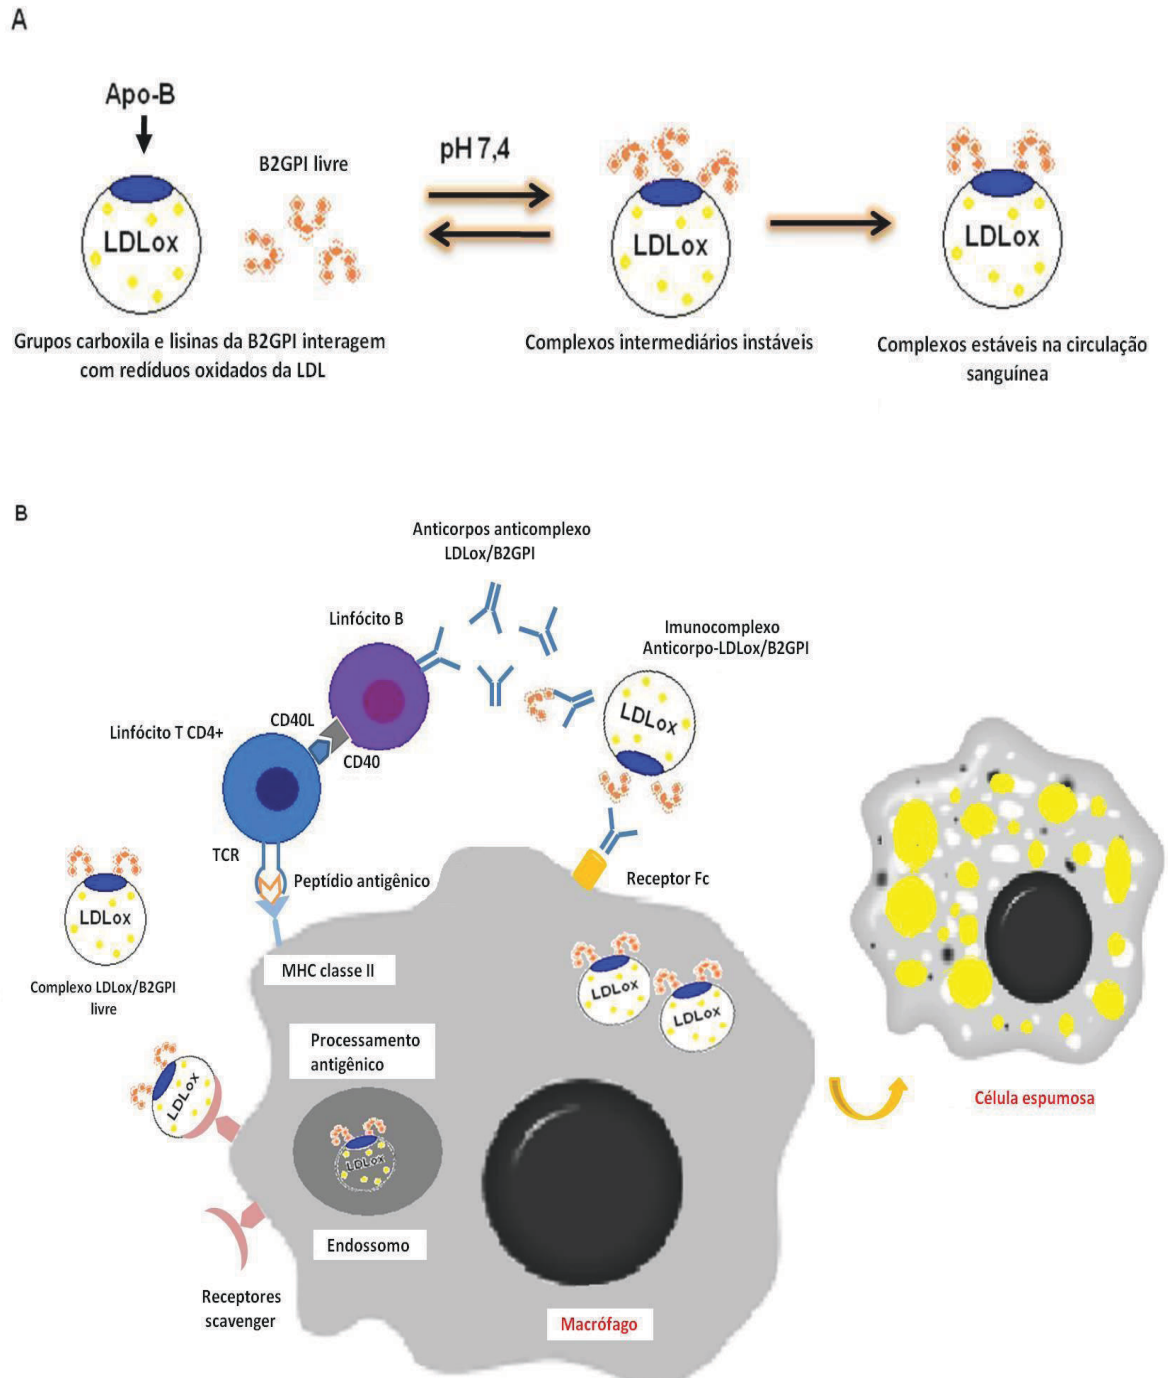 A
Apo-B
B2GPI livre
pH 7,4
LDLox
LDLox
LDLox
Grupos carboxila e lisinas da B2GPI interagem
com redíduos oxidados da LDL
Complexos intermediários instáveis
Complexos estáveis na circulação
sanguínea
B
Anticorpos anticomplexo
LDLox/B2GPI
Linfócito B
Imunocomplexo
Anticorpo-LDLox/B2GPI
LDLox
CD40L
Linfócito T CD4+
CD40
TCR
Peptídio antigênico
Receptor Fc
LDLox
MHC classe II
Complexo LDLox/B2GPI
livre
LDLox
LDLox
Processamento
antigênico
LDLox
LDLox
Célula espumosa
Endossomo
Receptores
scavenger
Macrófago